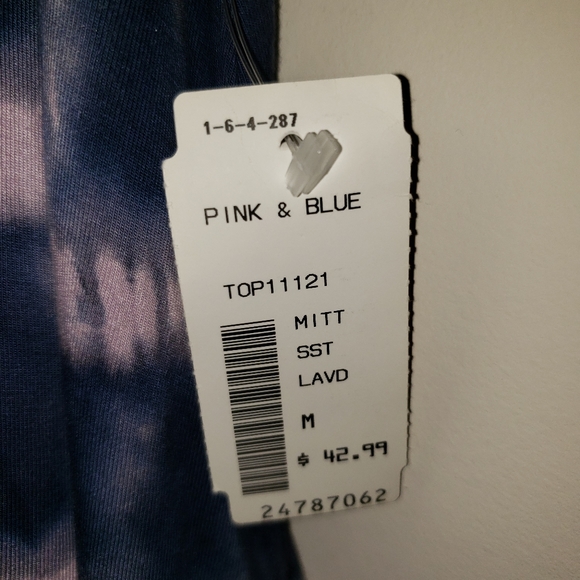 1-6-4-287
PINK & BLUE
TOP11121
MITT
SST
LAVD
M
$ 42.99
24787062